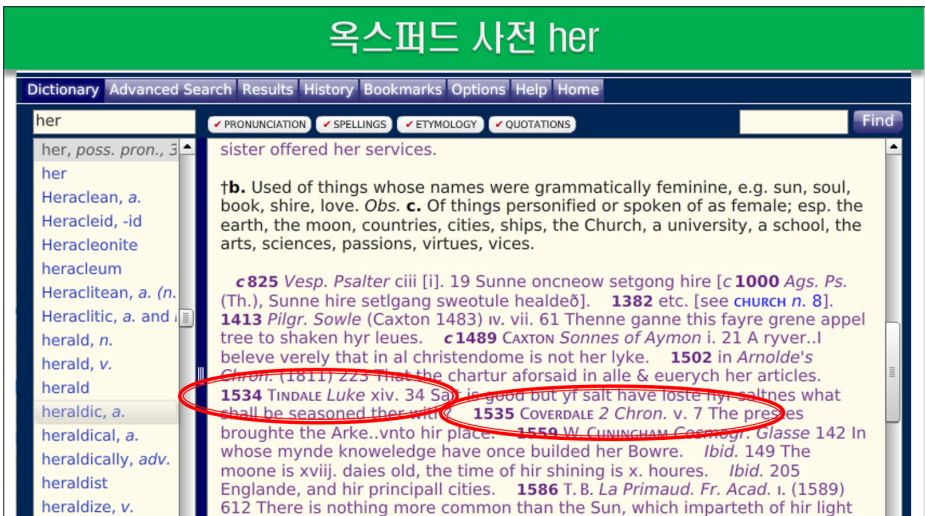 옥스퍼드 사전 her
Dictionary Advanced Search Results History Bookmarks Options Help Home
her
✔ PRONUNCIATION ✔ SPELLINGS ✔ ETYMOLOGY ✔ QUOTATIONS
Find
her, poss. pron., 3
her
Heraclean, a.
Heracleid, -id
Heracleonite
heracleum
Heraclitean, a. (n.
Heraclitic, a. and
herald, n.
herald, v.
herald
heraldic, a.
heraldical, a.
heraldically, adv.
heraldist
heraldize, v.
sister offered her services.
†b. Used of things whose names were grammatically feminine, e.g. sun, soul,
book, shire, love. Obs. c. Of things personified or spoken of as female; esp. the
earth, the moon, countries, cities, ships, the Church, a university, a school, the
arts, sciences, passions, virtues, vices.
c825 Vesp. Psalter ciii [i]. 19 Sunne oncneow setgong hire [c1000 Ags. Ps.
(Th.), Sunne hire setlgang sweotule healdeð]. 1382 etc. [see CHURCH n. 8].
1413 Pilgr. Sowle (Caxton 1483) IV. vii. 61 Thenne ganne this fayre grene appel
tree to shaken hyr leues. c1489 CAXTON Sonnes of Aymon i. 21 A ryver..I
beleve verely that in al christendome is not her lyke. 1502 in Arnolde's
Chron. (1811) 223 That the chartur aforsaid in alle & euerych her articles.
1534 TINDALE Luke xiv. 34 Salt is good but yf salt have loste hyr saltnes what
shall be seasoned ther with? 1535 COVERDALE 2 Chron. v. 7 The prestes
broughte the Arke..vnto hir place. 1559 W. CUNINGHAM Cosmogr. Glasse 142 In
whose mynde knoweledge have once builded her Bowre. Ibid. 149 The
moone is xviij. daies old, the time of hir shining is x. houres. Ibid. 205
Englande, and hir principall cities. 1586 T. B. La Primaud. Fr. Acad. I. (1589)
612 There is nothing more common than the Sun, which imparteth of hir light